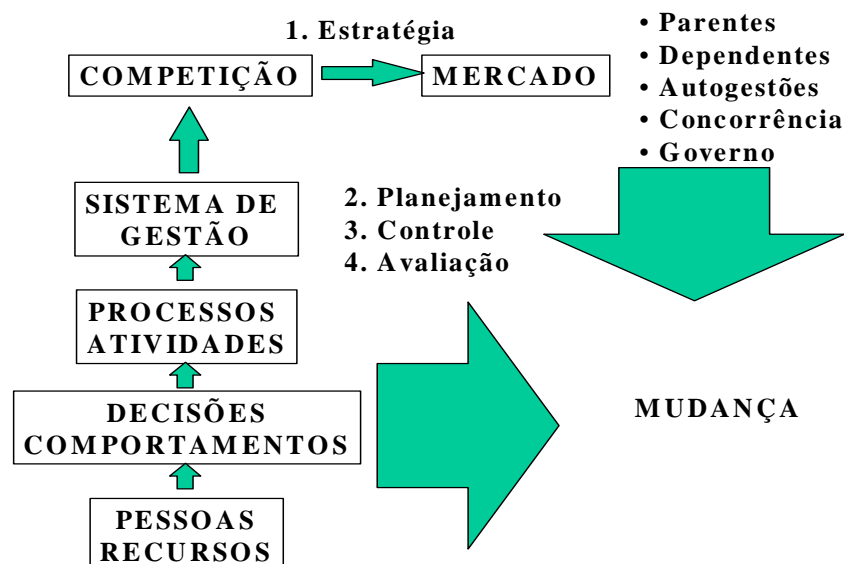 1. Estratégia
COMPETIÇÃO
MERCADO
• Parentes
• Dependentes
• Autogestões
• Concorrência
• Governo
SISTEMA DE
GESTÃO
2. Planejamento
3. Controle
4. Avaliação
PROCESSOS
ATIVIDADES
DECISÕES
COMPORTAMENTOS
MUDANÇA
PESSOAS
RECURSOS